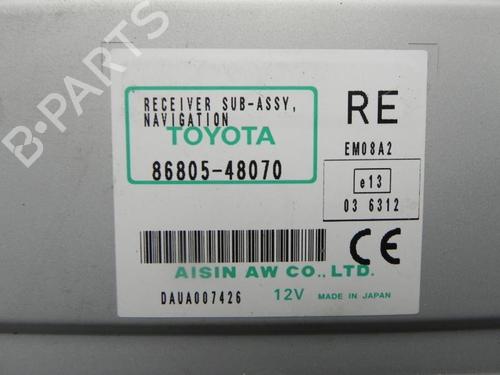 B-PARTS
RECEIVER SUB-ASSY,
NAVIGATION
TOYOTA
86805-48070
RE
EM08A2
e13
03 6312
CE
AISIN AW CO., LTD.
DAUA007426
12V
MADE IN JAPAN